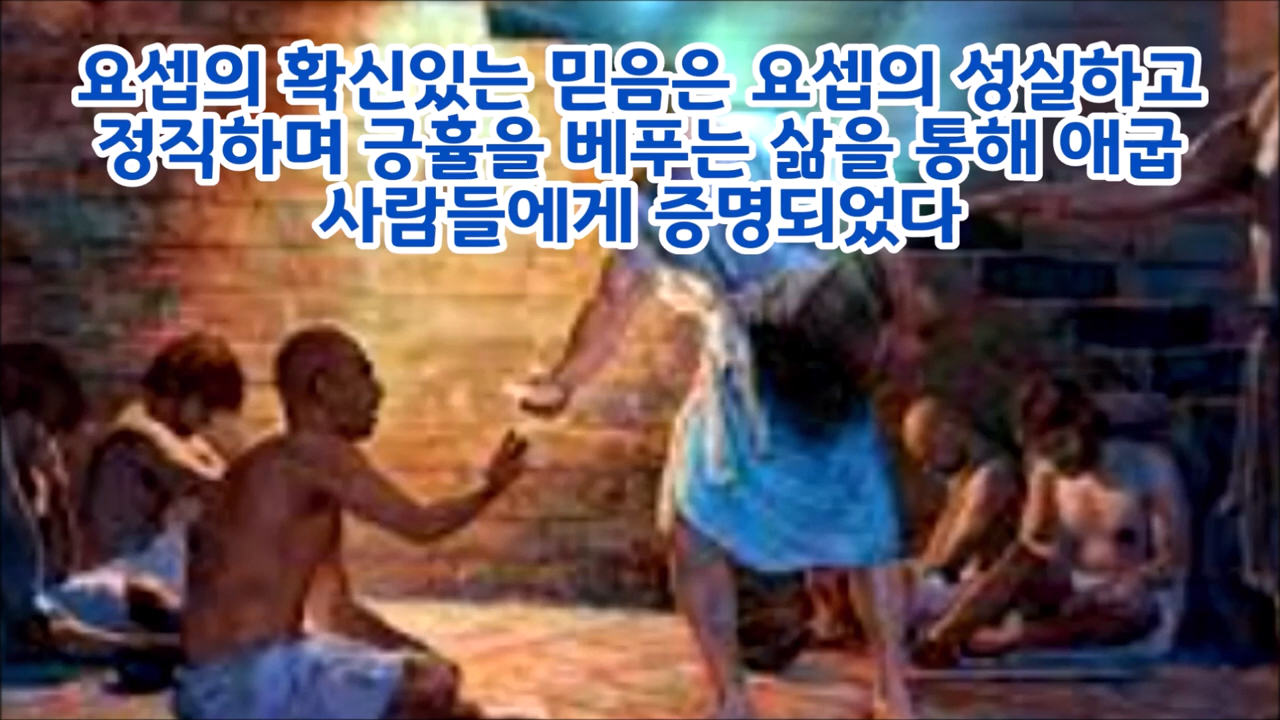 요셉의 확신있는 믿음은 요셉의 성실하고
정직하며 긍휼을 베푸는 삶을 통해 애굽
사람들에게 증명되었다